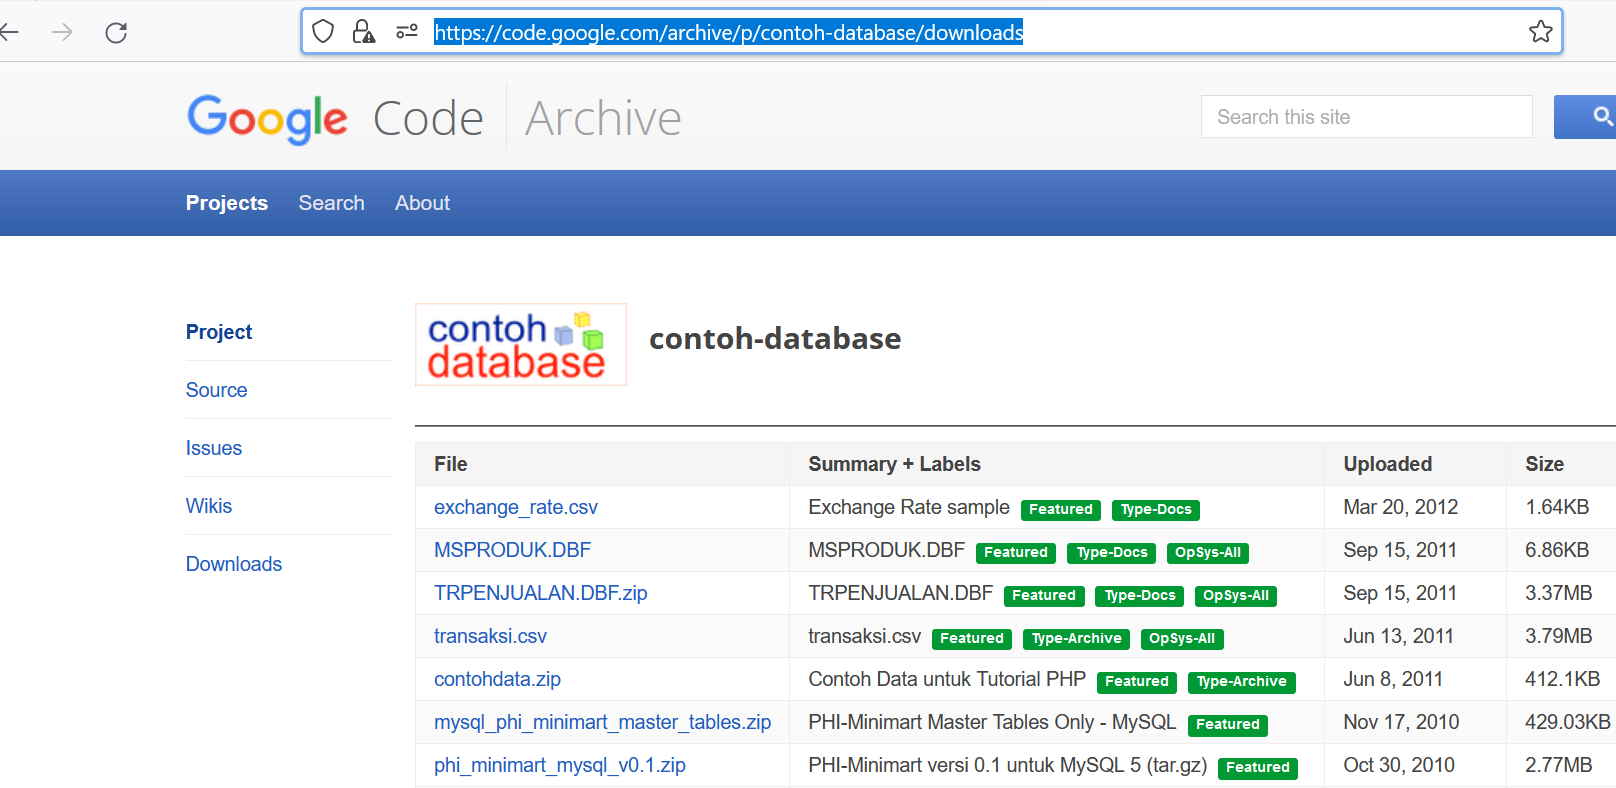 https://code.google.com/archive/p/contoh-database/downloads
Google Code Archive
Search this site
Projects Search About
Project
Source
Issues
Wikis
Downloads
contoh database
contoh-database
File Summary + Labels Uploaded Size
exchange_rate.csv Exchange Rate sample Featured Type-Docs Mar 20, 2012 1.64KB
MSPRODUK.DBF MSPRODUK.DBF Featured Type-Docs OpSys-All Sep 15, 2011 6.86KB
TRPENJUALAN.DBF.zip TRPENJUALAN.DBF Featured Type-Docs OpSys-All Sep 15, 2011 3.37MB
transaksi.csv transaksi.csv Featured Type-Archive OpSys-All Jun 13, 2011 3.79MB
contohdata.zip Contoh Data untuk Tutorial PHP Featured Type-Archive Jun 8, 2011 412.1KB
mysql_phi_minimart_master_tables.zip PHI-Minimart Master Tables Only - MySQL Featured Nov 17, 2010 429.03KB
phi_minimart_mysql_v0.1.zip PHI-Minimart versi 0.1 untuk MySQL 5 (tar.gz) Featured Oct 30, 2010 2.77MB